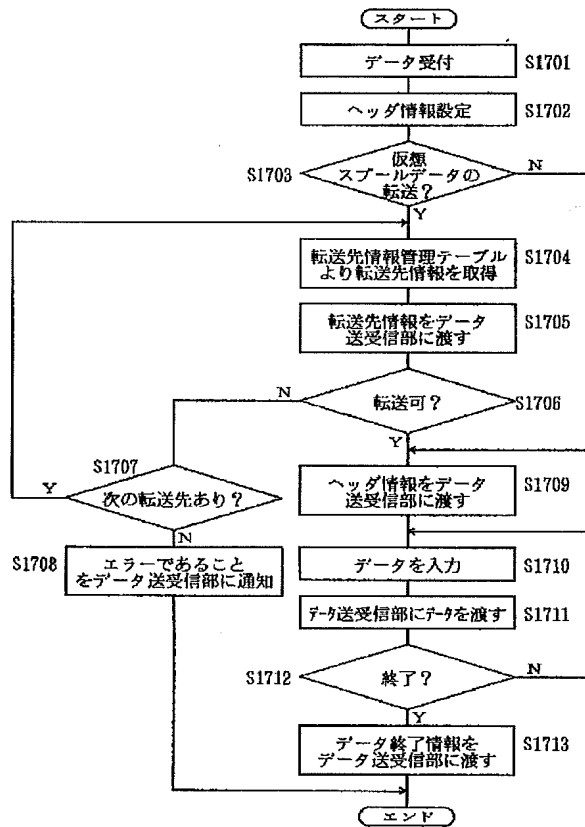 スタート
データ受付 S1701
ヘッダ情報設定 S1702
仮想
スプールデータの
転送？
S1703
N
Y
転送先情報管理テーブル
より転送先情報を取得
S1704
転送先情報をデータ
送受信部に渡す
S1705
転送可？
S1706
N
Y
S1707
次の転送先あり？
Y
N
S1708
エラーであること
をデータ送受信部に通知
ヘッダ情報をデータ
送受信部に渡す
S1709
データを入力 S1710
データ送受信部にデータを渡す S1711
S1712 終了？ N
Y
データ終了情報を
データ送受信部に渡す
S1713
エンド